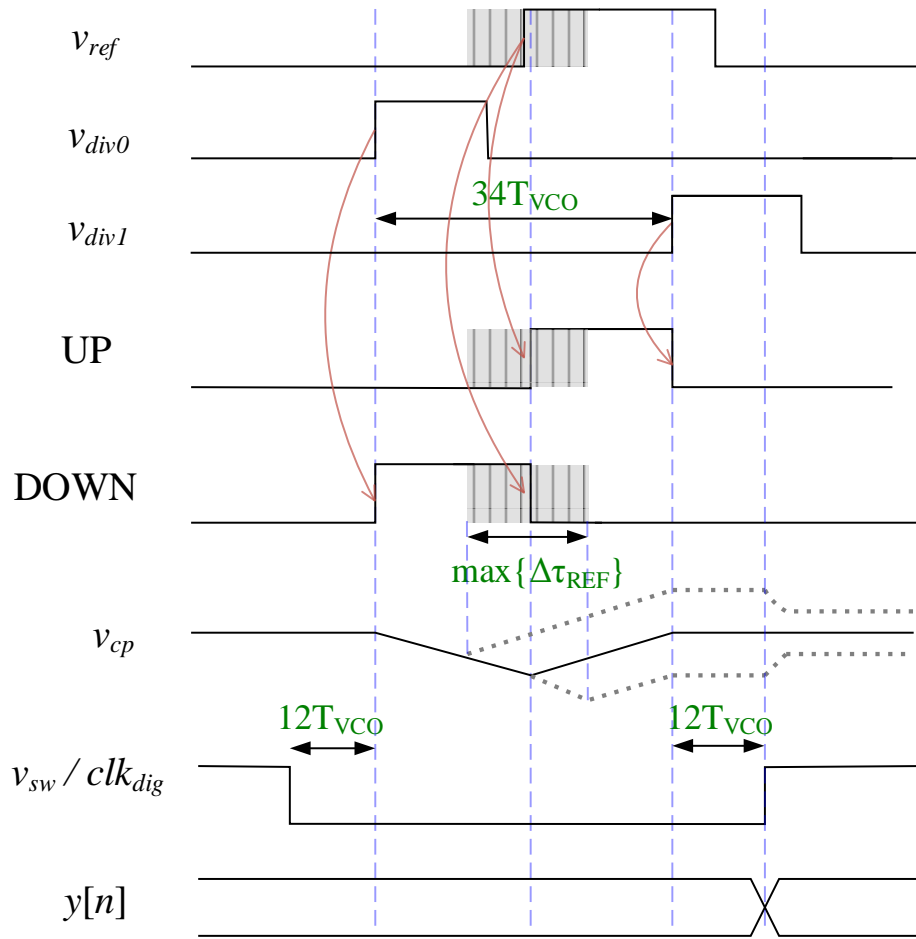 v_ref
v_div0
34T_VCO
v_div1
UP
DOWN
max{Δτ_REF}
v_cp
12T_VCO 12T_VCO
v_sw / clk_dig
y[n]